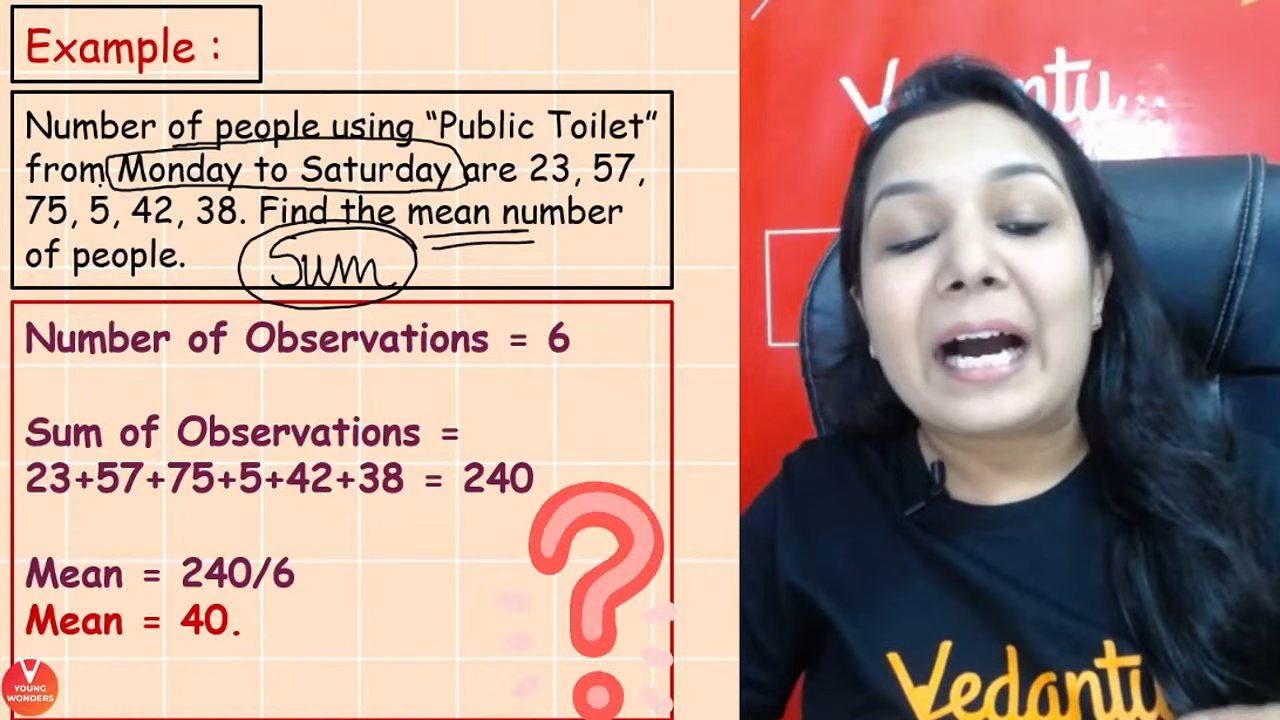 Example :
Number of people using “Public Toilet”
from Monday to Saturday are 23, 57,
75, 5, 42, 38. Find the mean number
of people.
Sum
Number of Observations = 6
Sum of Observations =
23+57+75+5+42+38 = 240
Mean = 240/6
Mean = 40.
YOUNG
WONDERS
Vedantu
Vedantu